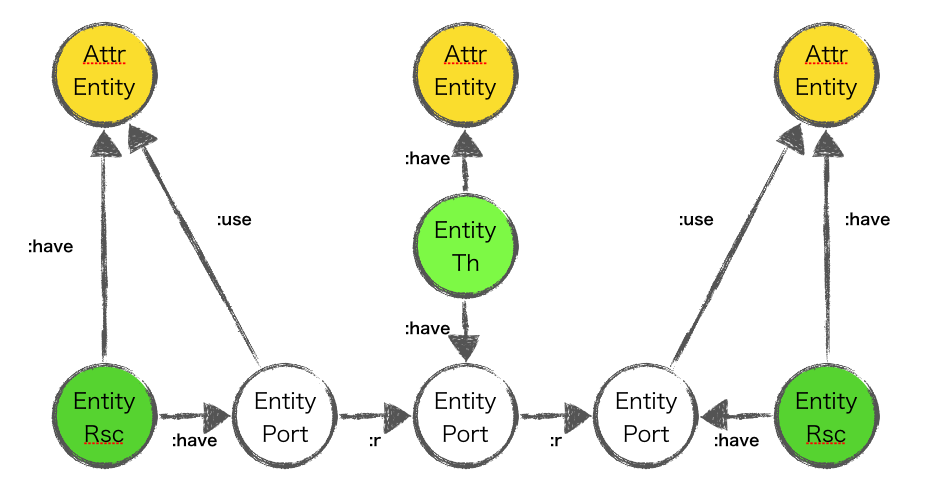 Attr
Entity
Attr
Entity
Attr
Entity
:have
:use
:use
:have
:have
Entity
Th
:have
Entity
Rsc
Entity
Port
Entity
Port
Entity
Port
Entity
Rsc
:have
:r
:r
:have